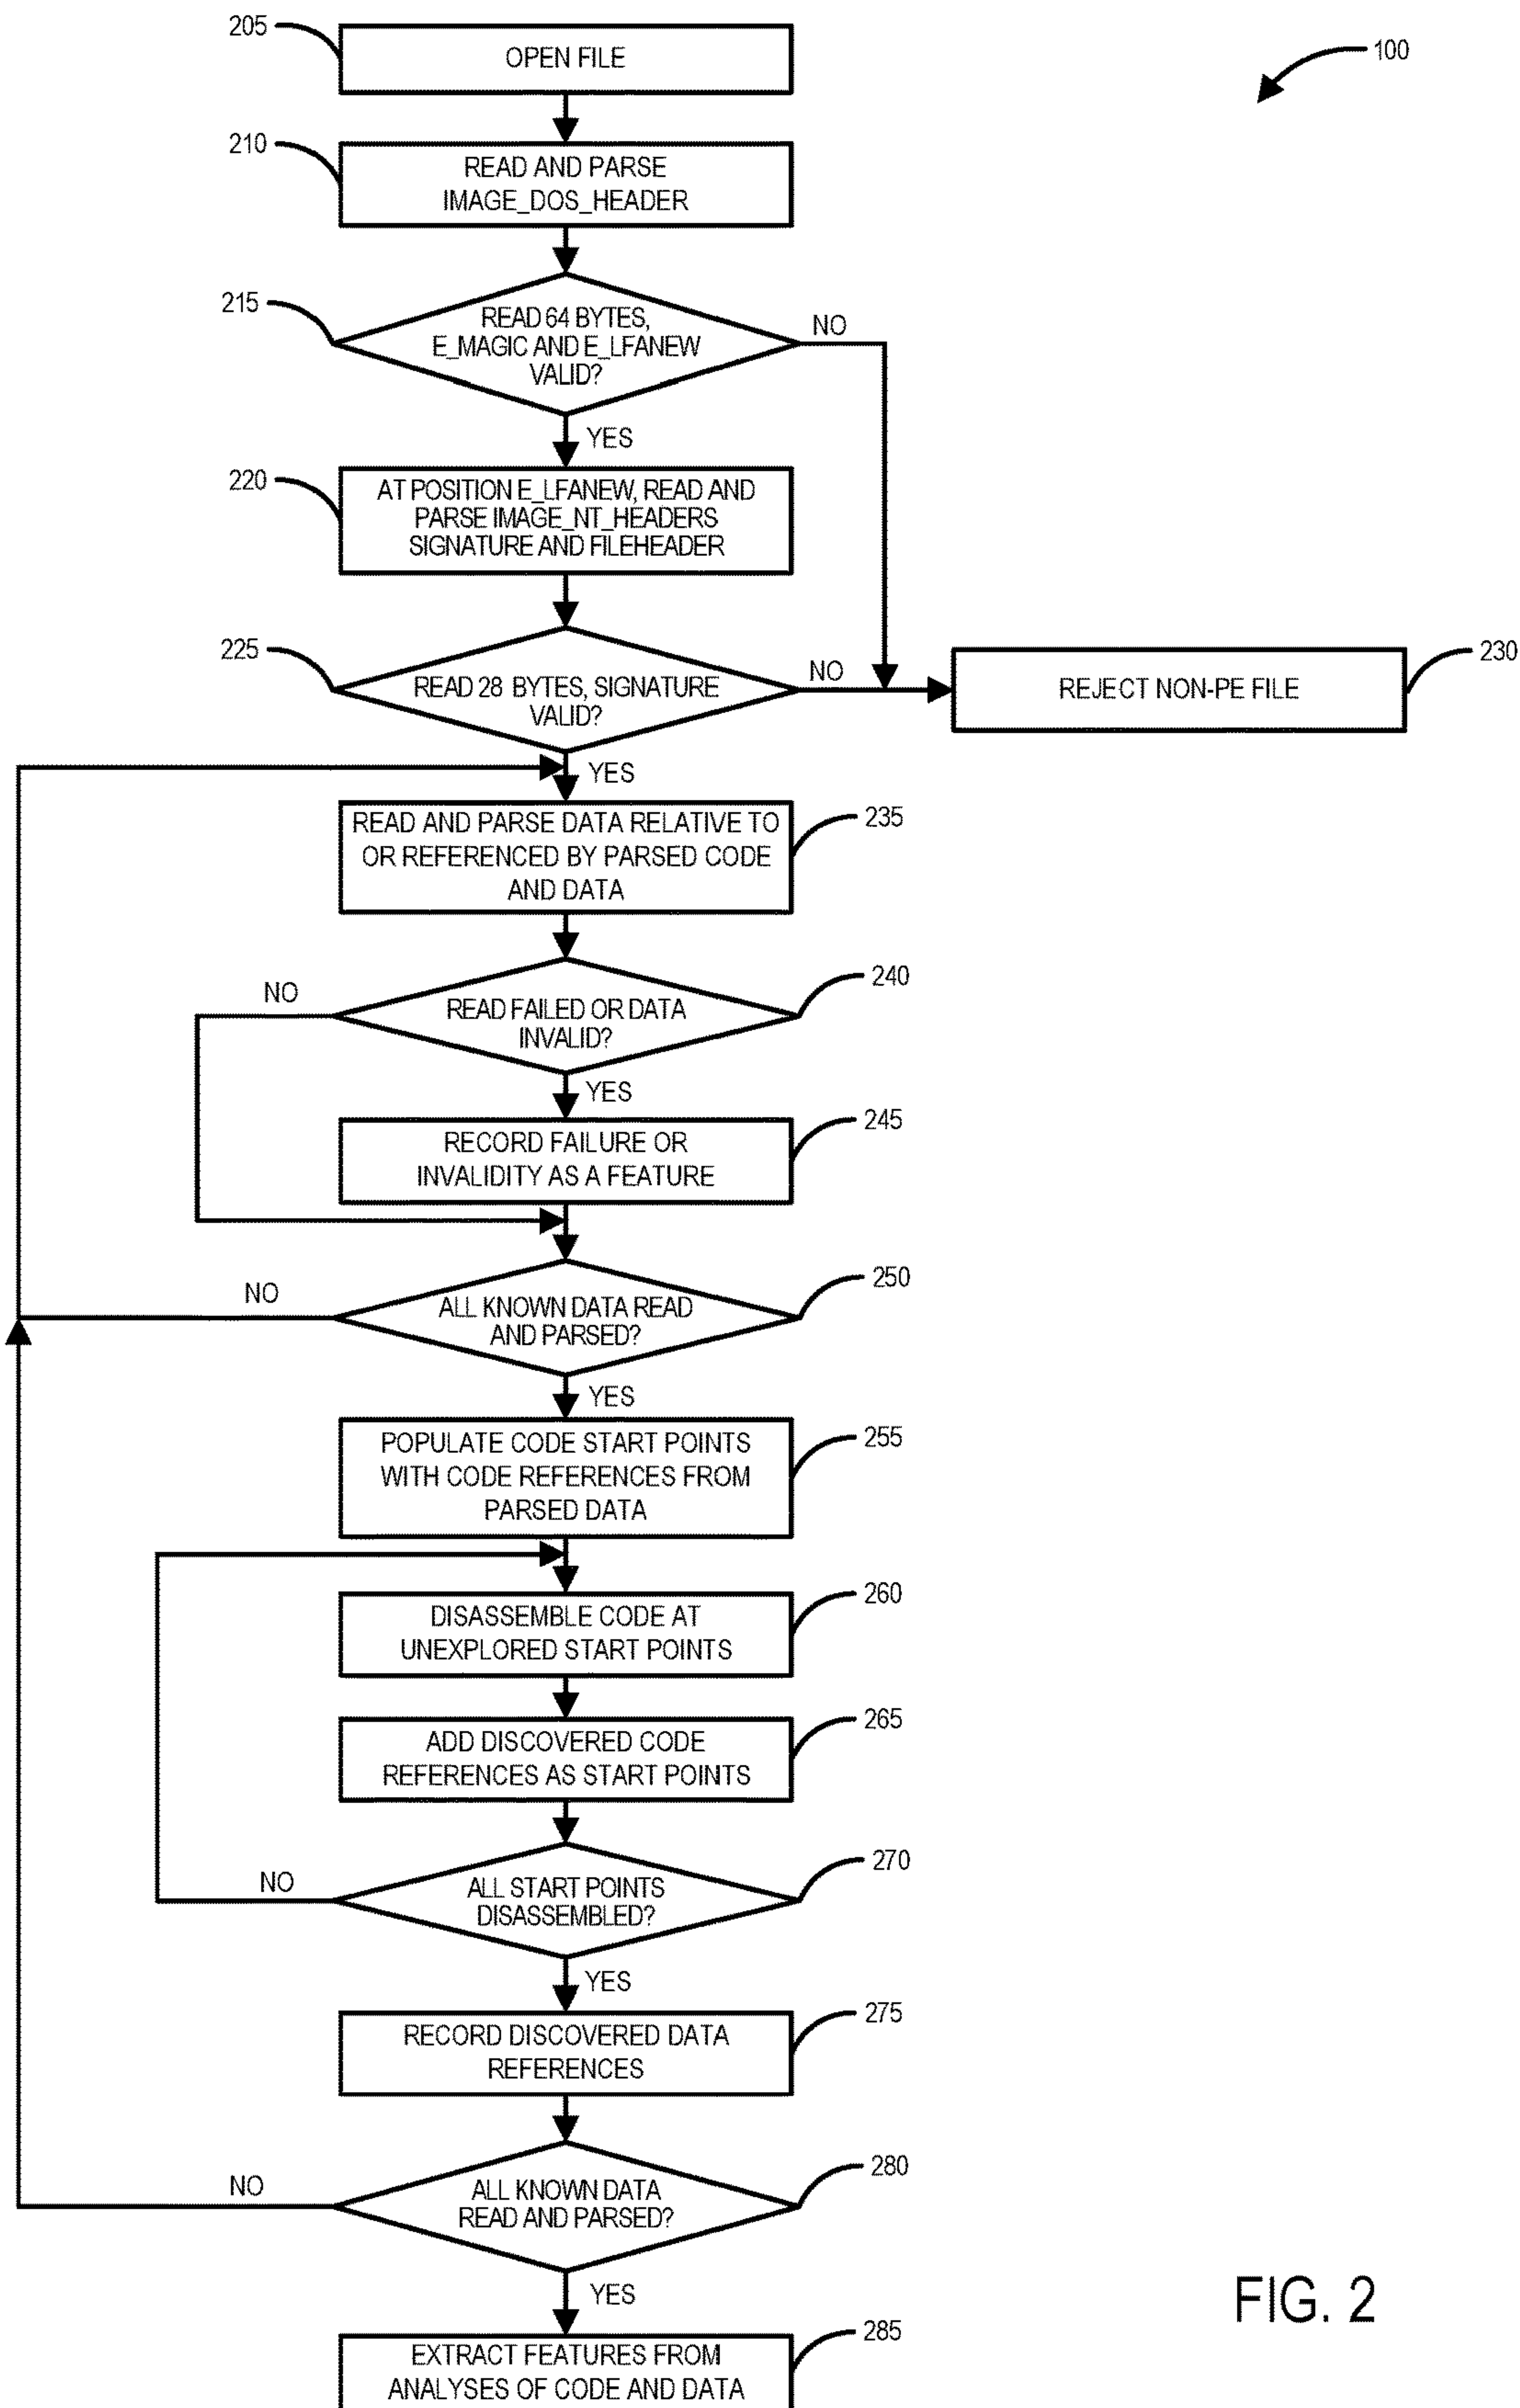 205
OPEN FILE
100
210
READ AND PARSE
IMAGE_DOS_HEADER
215
READ 64 BYTES,
E_MAGIC AND E_LFANEW
VALID?
NO
YES
220
AT POSITION E_LFANEW, READ AND
PARSE IMAGE_NT_HEADERS
SIGNATURE AND FILEHEADER
225
READ 28 BYTES, SIGNATURE
VALID?
NO
REJECT NON-PE FILE
230
YES
READ AND PARSE DATA RELATIVE TO
OR REFERENCED BY PARSED CODE
AND DATA
235
NO
READ FAILED OR DATA
INVALID?
240
YES
RECORD FAILURE OR
INVALIDITY AS A FEATURE
245
NO
ALL KNOWN DATA READ
AND PARSED?
250
YES
POPULATE CODE START POINTS
WITH CODE REFERENCES FROM
PARSED DATA
255
DISASSEMBLE CODE AT
UNEXPLORED START POINTS
260
ADD DISCOVERED CODE
REFERENCES AS START POINTS
265
NO
ALL START POINTS
DISASSEMBLED?
270
YES
RECORD DISCOVERED DATA
REFERENCES
275
NO
ALL KNOWN DATA
READ AND PARSED?
280
YES
EXTRACT FEATURES FROM
ANALYSES OF CODE AND DATA
285
FIG. 2